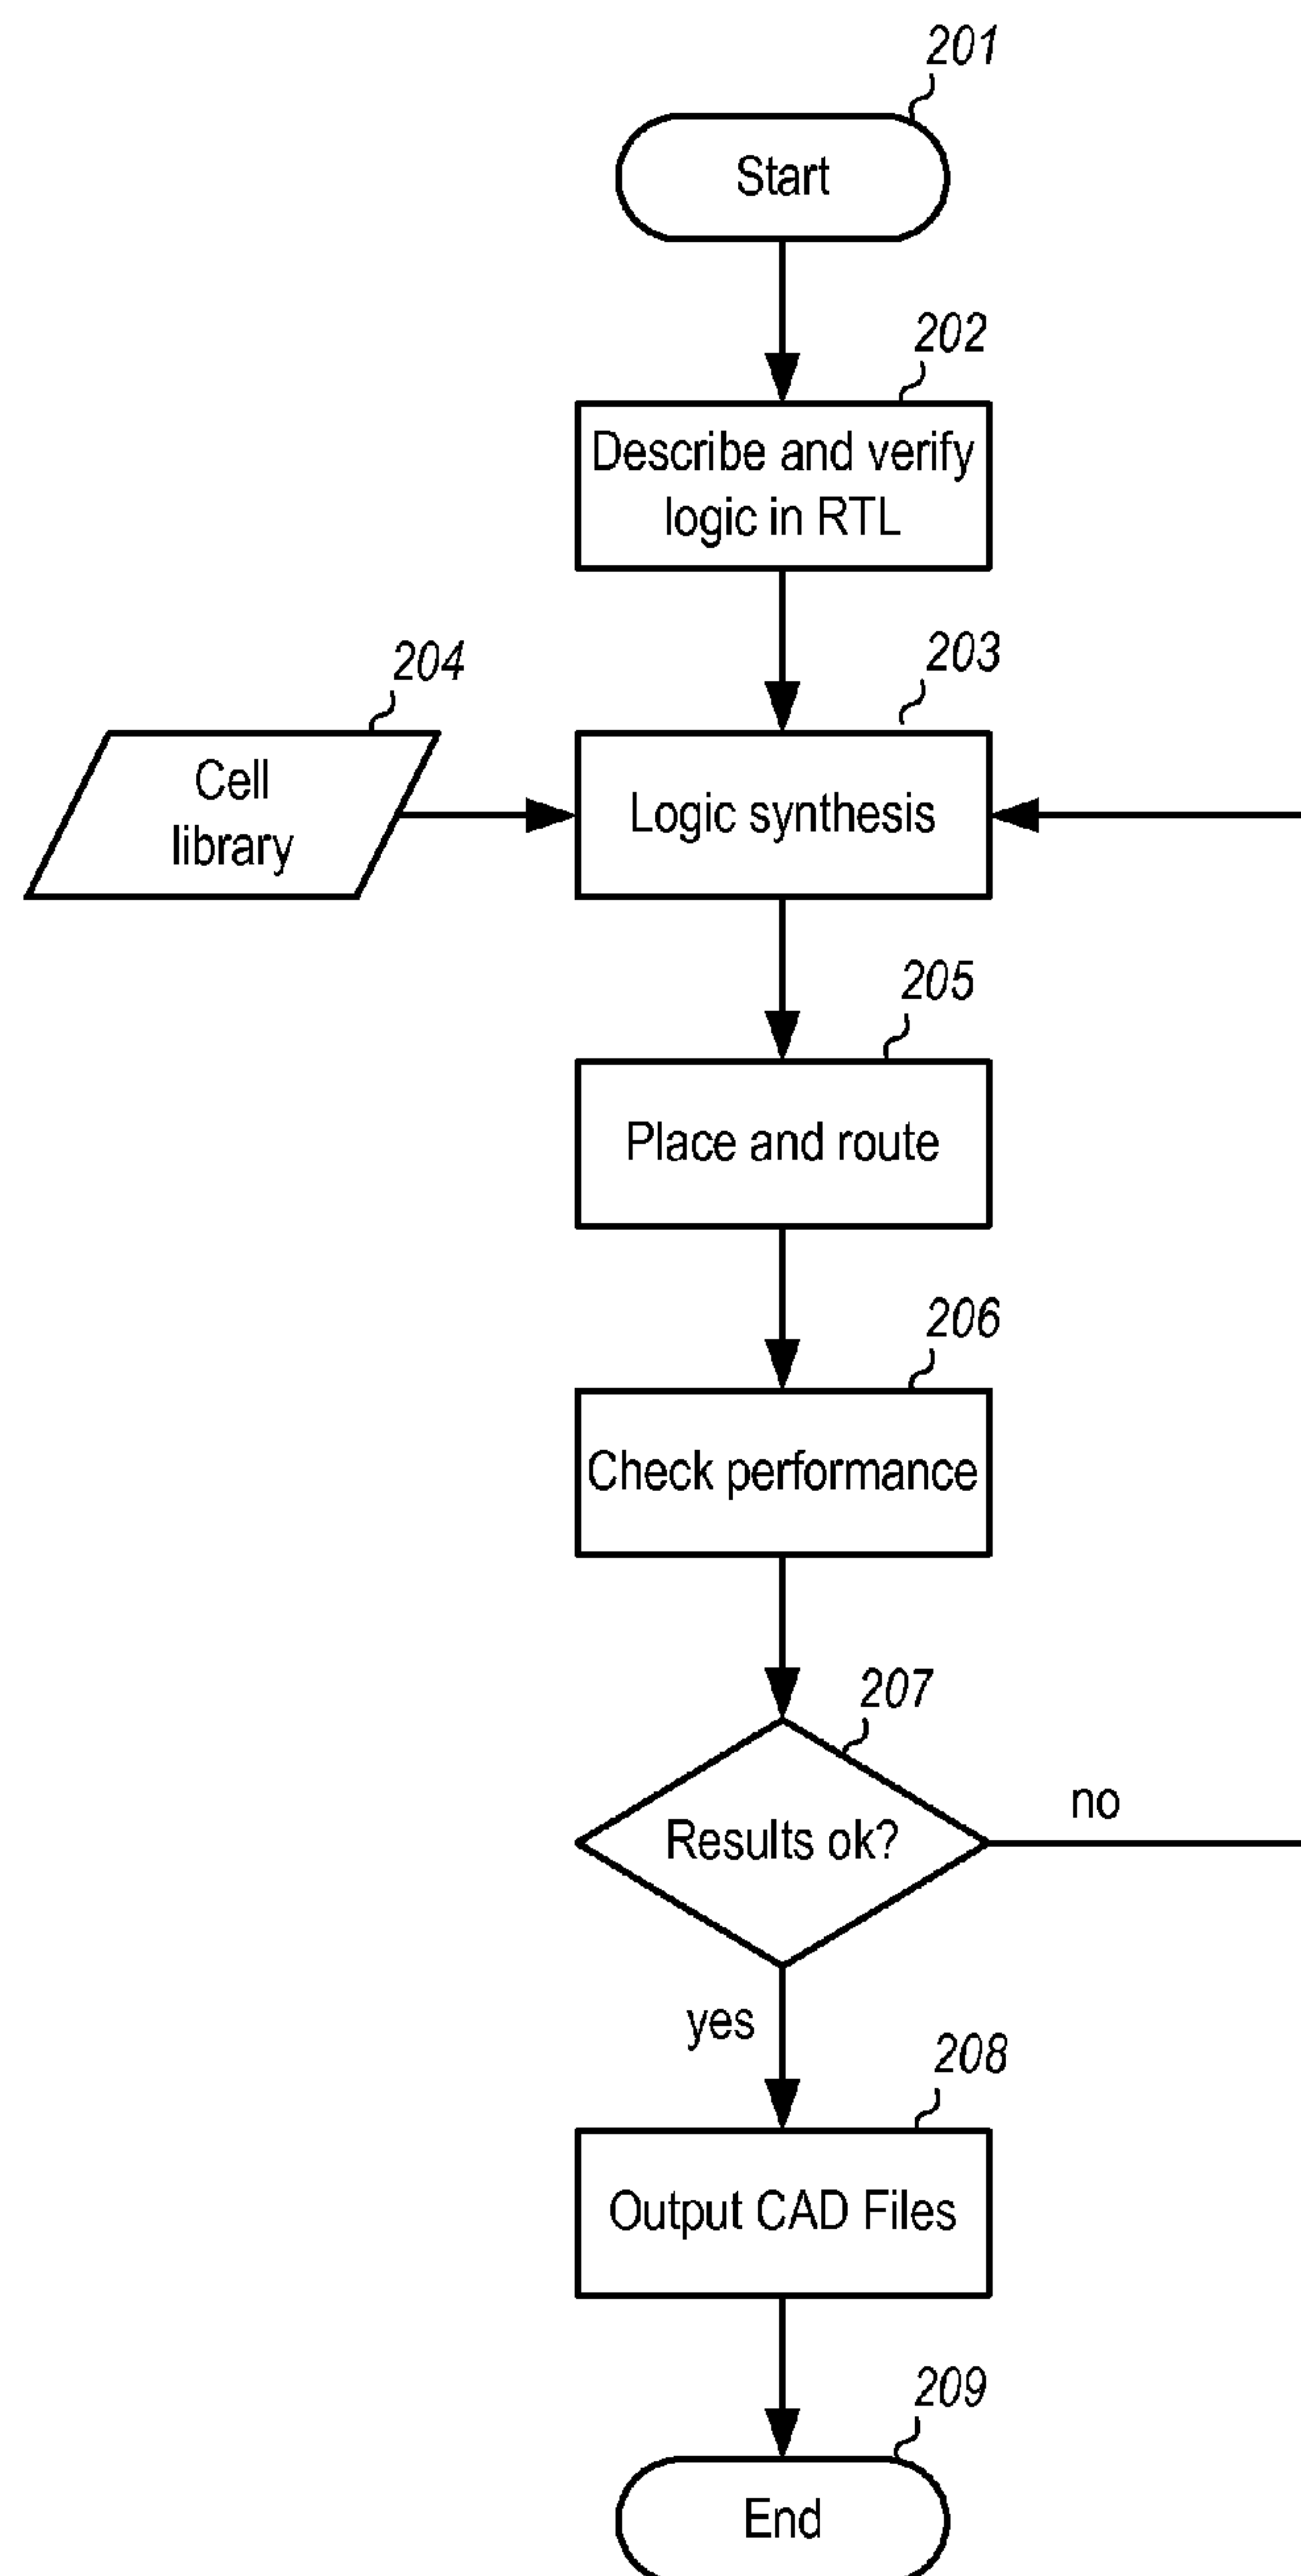 201
Start
202
Describe and verify
logic in RTL
203
204
Cell
library
Logic synthesis
205
Place and route
206
Check performance
207
Results ok?
no
yes
208
Output CAD Files
209
End